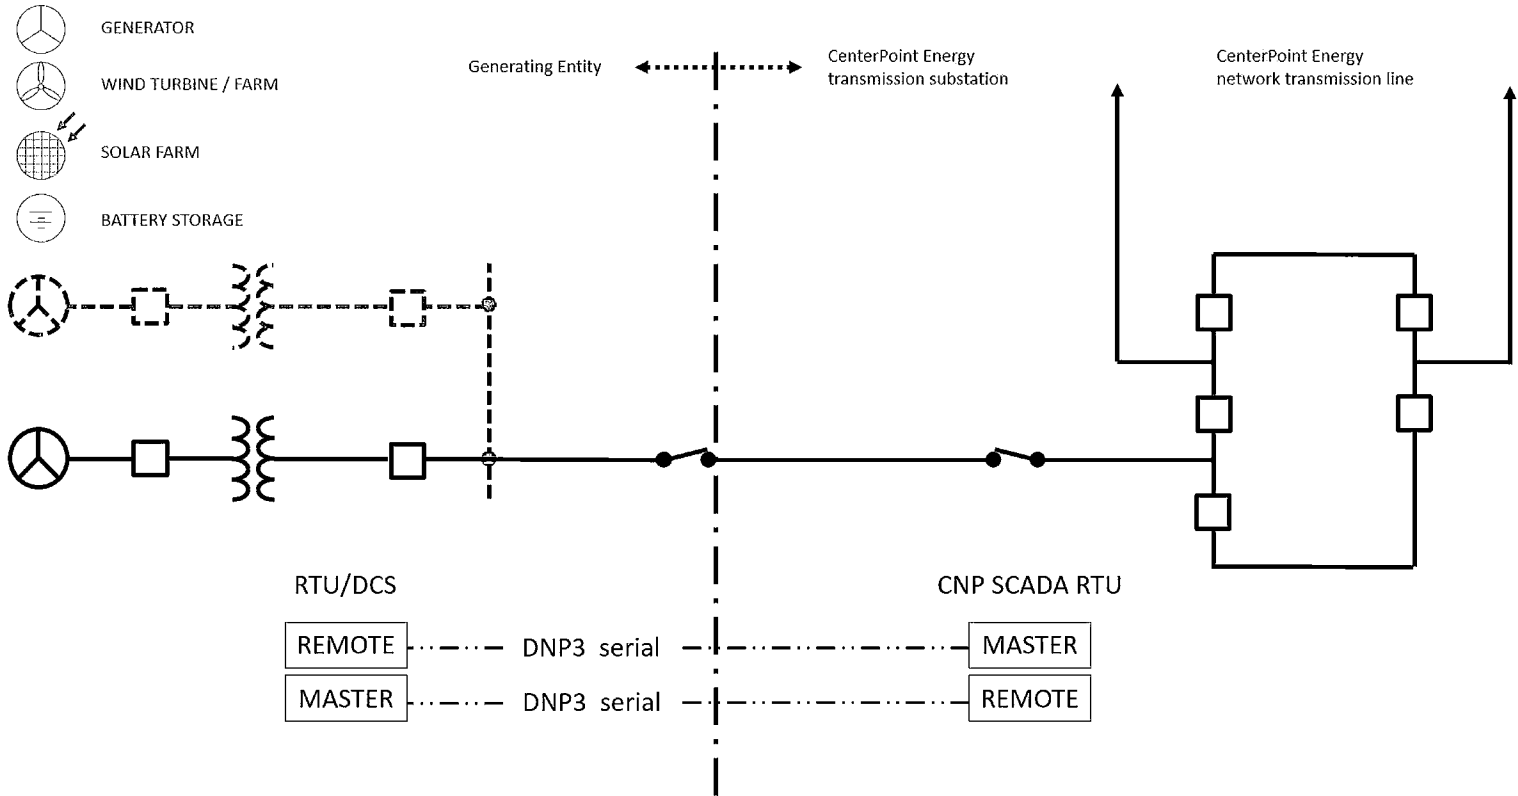 GENERATOR
WIND TURBINE / FARM
SOLAR FARM
BATTERY STORAGE
Generating Entity
CenterPoint Energy
transmission substation
CenterPoint Energy
network transmission line
RTU/DCS
CNP SCADA RTU
REMOTE DNP3 serial MASTER
MASTER DNP3 serial REMOTE